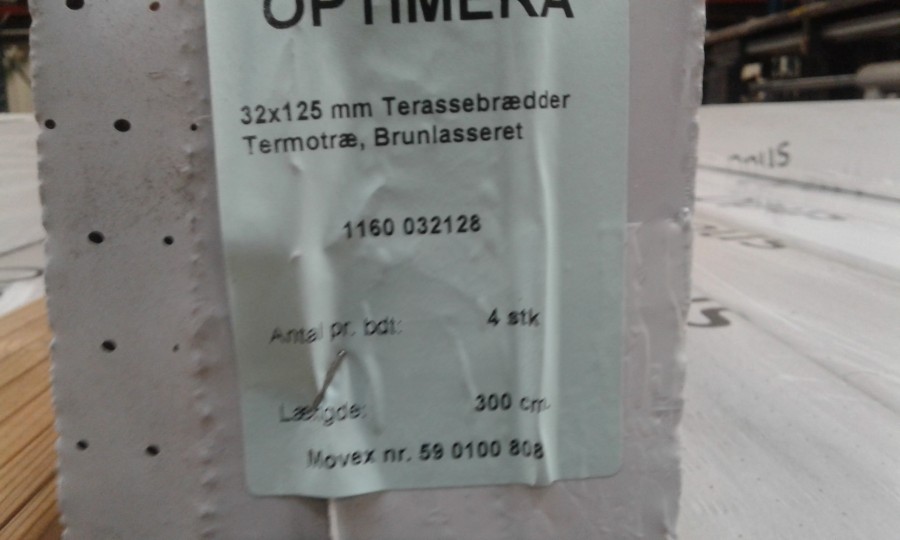 OPTIMERA
32x125 mm Terassebrædder
Termotræ, Brunlasseret
1160 032128
Antal pr. bdt: 4 stk
Længde: 300 cm
Movex nr. 59 0100 808